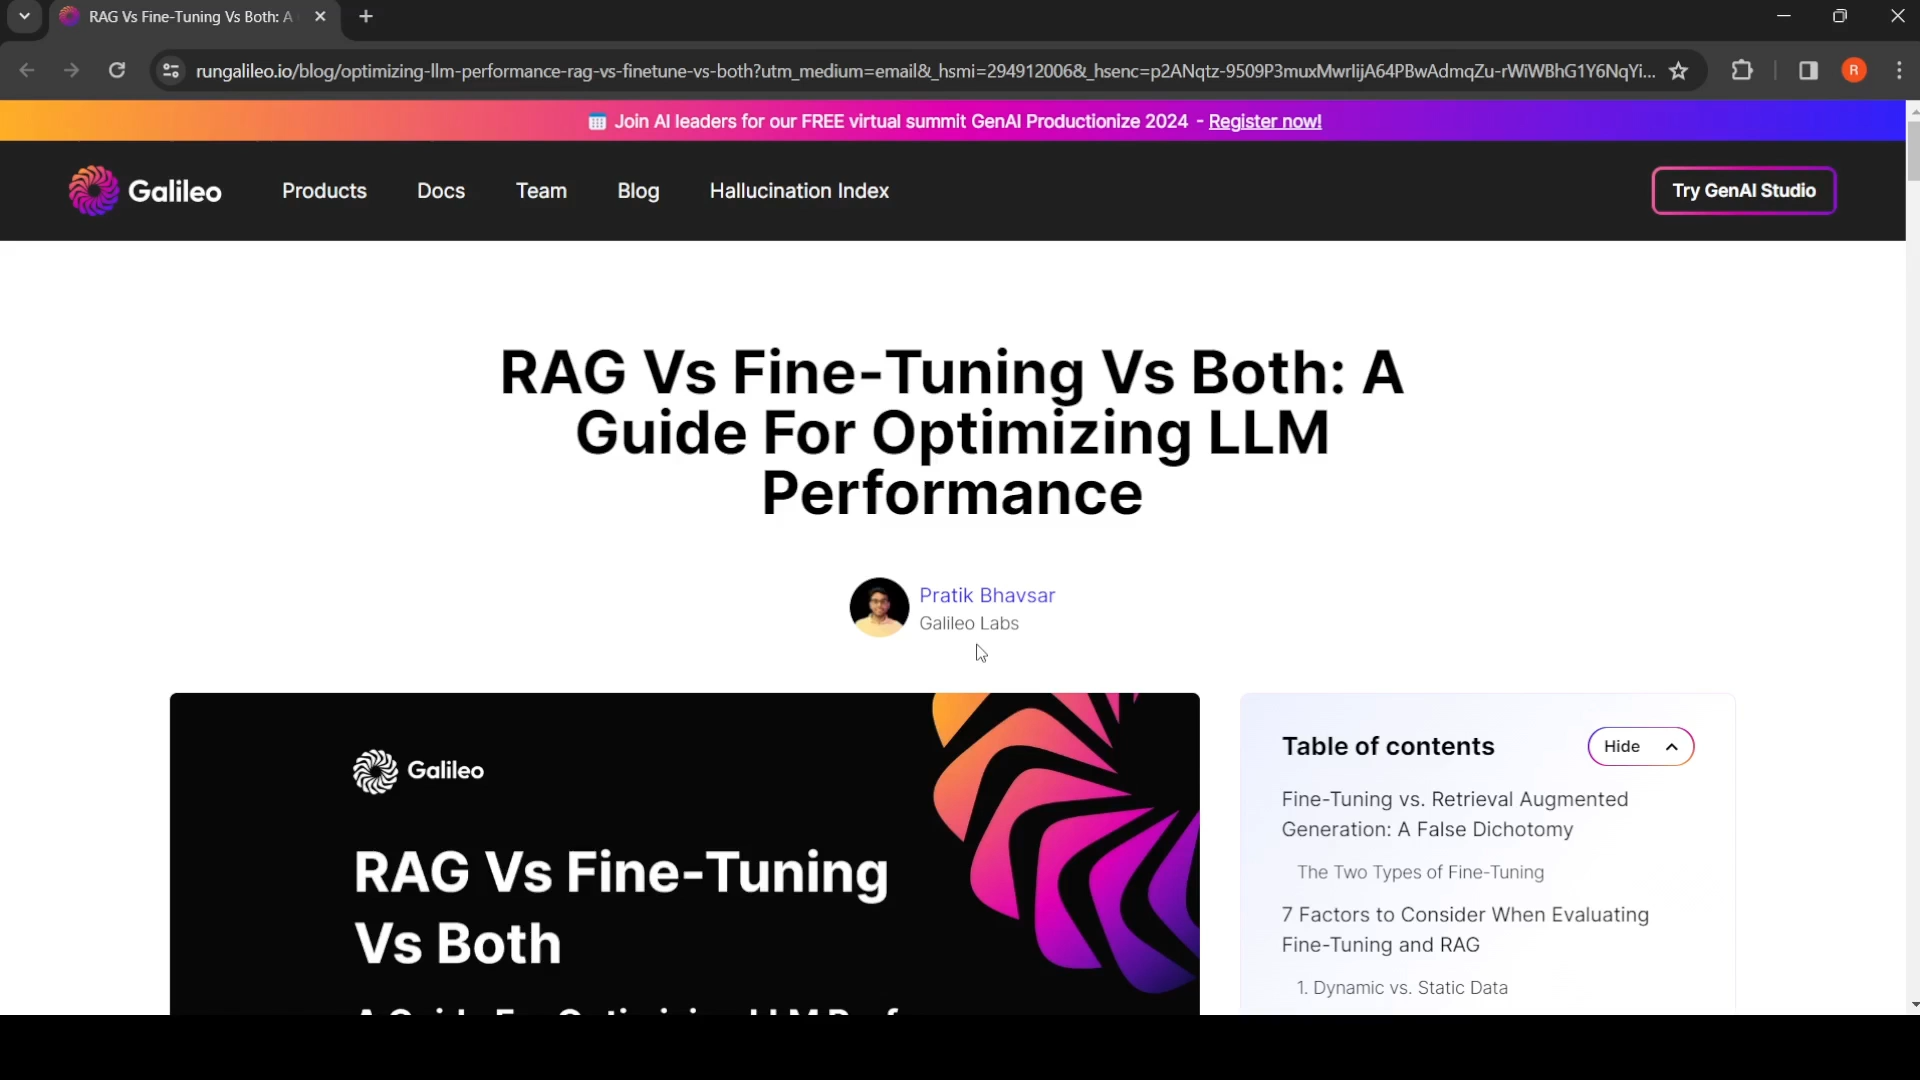 RAG Vs Fine-Tuning Vs Both: A
rungalileo.io/blog/optimizing-llm-performance-rag-vs-finetune-vs-both?utm_medium=email&_hsmi=294912006&_hsenc=p2ANqtz-9509P3muxMwrlijA64PBwAdmqZu-rWiWBhG1Y6NqYi...
R
Join AI leaders for our FREE virtual summit GenAI Productionize 2024 - Register now!
Galileo
Products
Docs
Team
Blog
Hallucination Index
Try GenAI Studio
RAG Vs Fine-Tuning Vs Both: A
Guide For Optimizing LLM
Performance
Pratik Bhavsar
Galileo Labs
Galileo
RAG Vs Fine-Tuning
Vs Both
Table of contents
Hide
Fine-Tuning vs. Retrieval Augmented
Generation: A False Dichotomy
The Two Types of Fine-Tuning
7 Factors to Consider When Evaluating
Fine-Tuning and RAG
1. Dynamic vs. Static Data